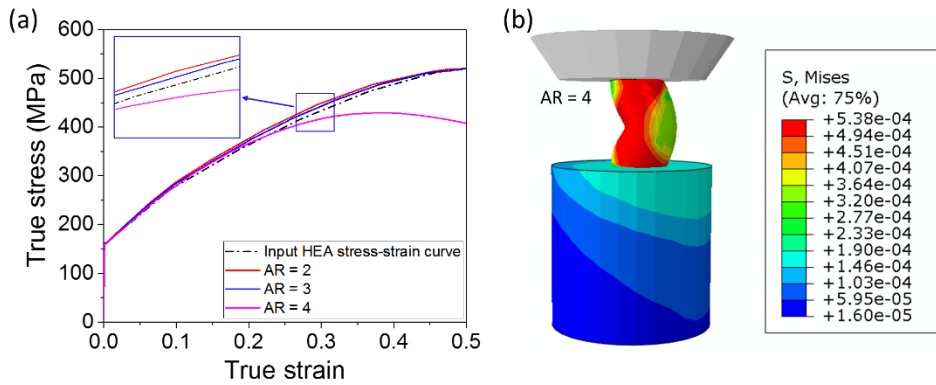 (a)
True stress (MPa)
600
500
400
300
200
100
0
Input HEA stress-strain curve
AR = 2
AR = 3
AR = 4
0.0 0.1 0.2 0.3 0.4 0.5
True strain
(b)
AR = 4
S, Mises
(Avg: 75%)
+5.38e-04
+4.94e-04
+4.51e-04
+4.07e-04
+3.64e-04
+3.20e-04
+2.77e-04
+2.33e-04
+1.90e-04
+1.46e-04
+1.03e-04
+5.95e-05
+1.60e-05